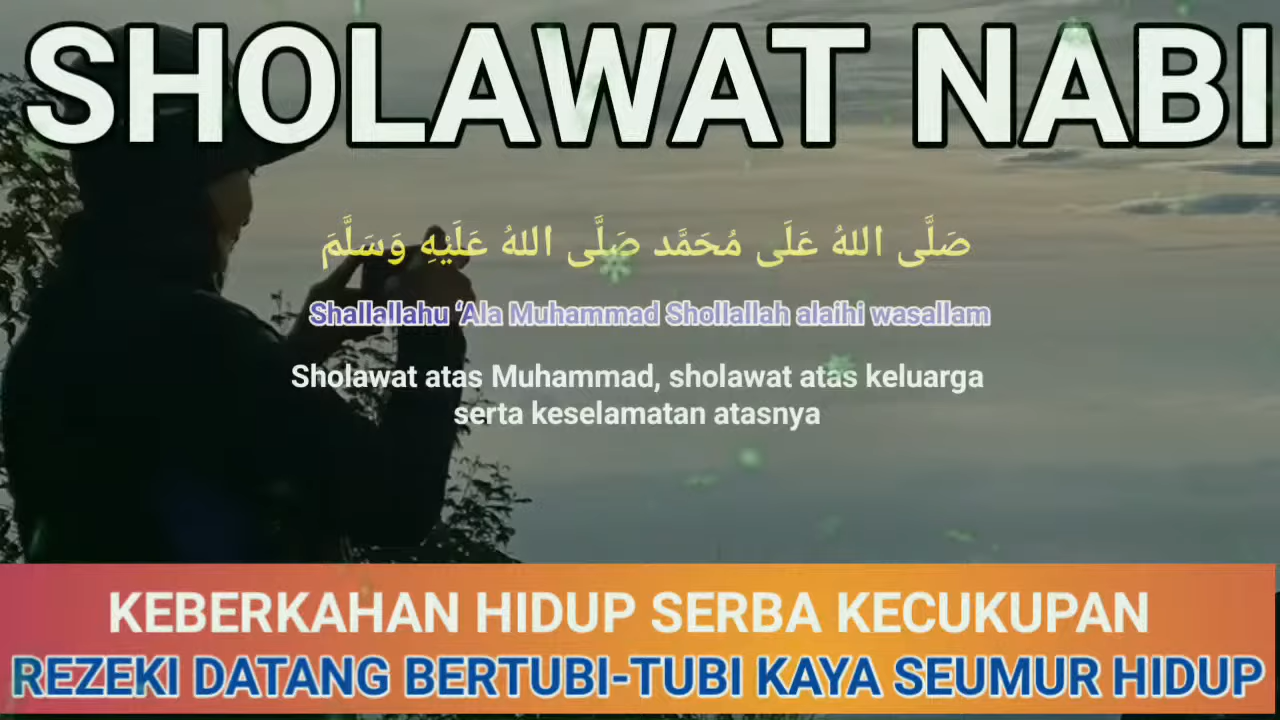 SHOLAWAT NABI
صَلَّى اللهُ عَلَى مُحَمَّد صَلَّى اللهُ عَلَيْهِ وَسَلَّمَ
Shallallahu ‘Ala Muhammad Shollallah alaihi wasallam
Sholawat atas Muhammad, sholawat atas keluarga
serta keselamatan atasnya
KEBERKAHAN HIDUP SERBA KECUKUPAN
REZEKI DATANG BERTUBI-TUBI KAYA SEUMUR HIDUP